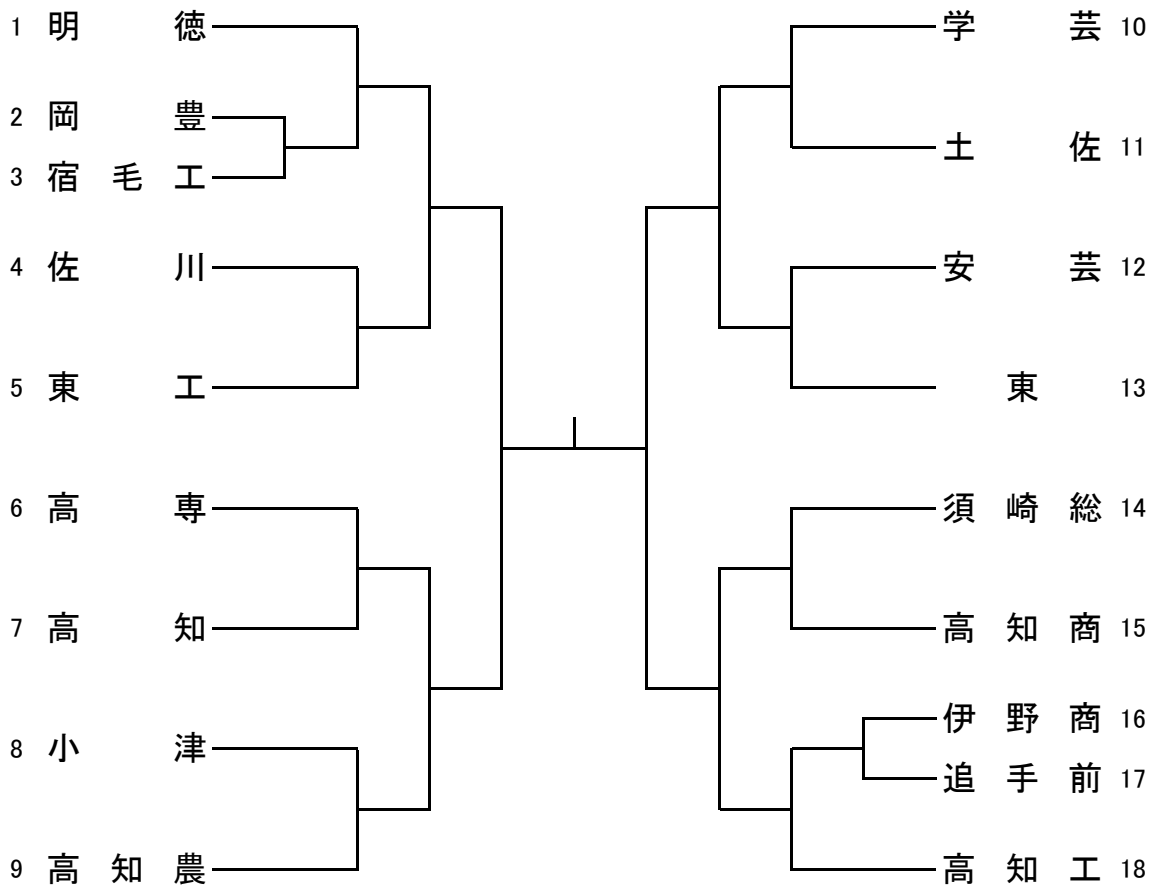 1 明徳
2 岡豊
3 宿毛工
4 佐川
5 東工
6 高専
7 高知
8 小津
9 高知農
学芸 10
土佐 11
安芸 12
東 13
須崎総 14
高知商 15
伊野商 16
追手前 17
高知工 18